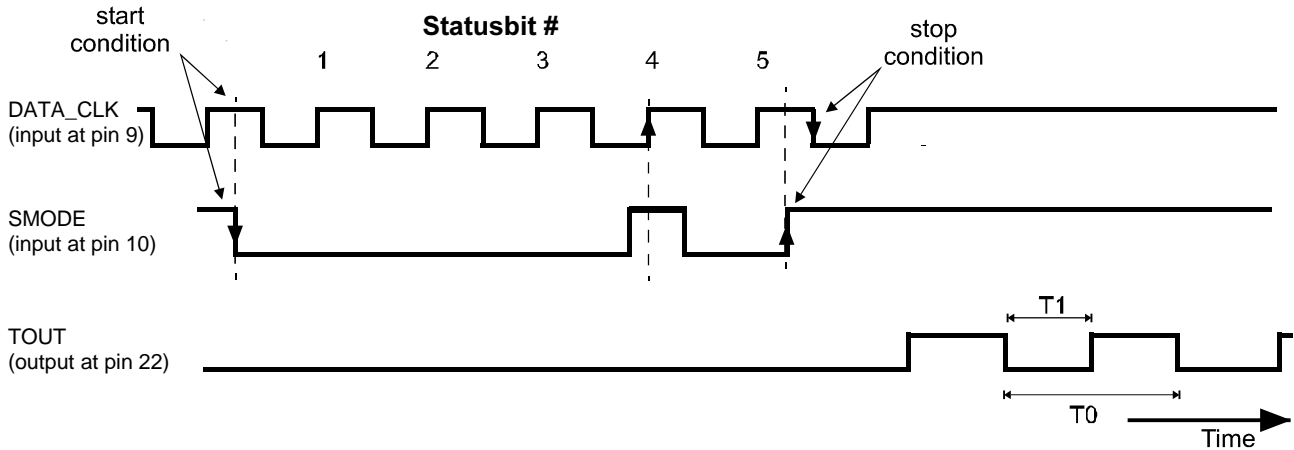 start
condition
Statusbit #
stop
condition
1 2 3 4 5
DATA_CLK
(input at pin 9)
SMODE
(input at pin 10)
T1
TOUT
(output at pin 22)
T0
Time